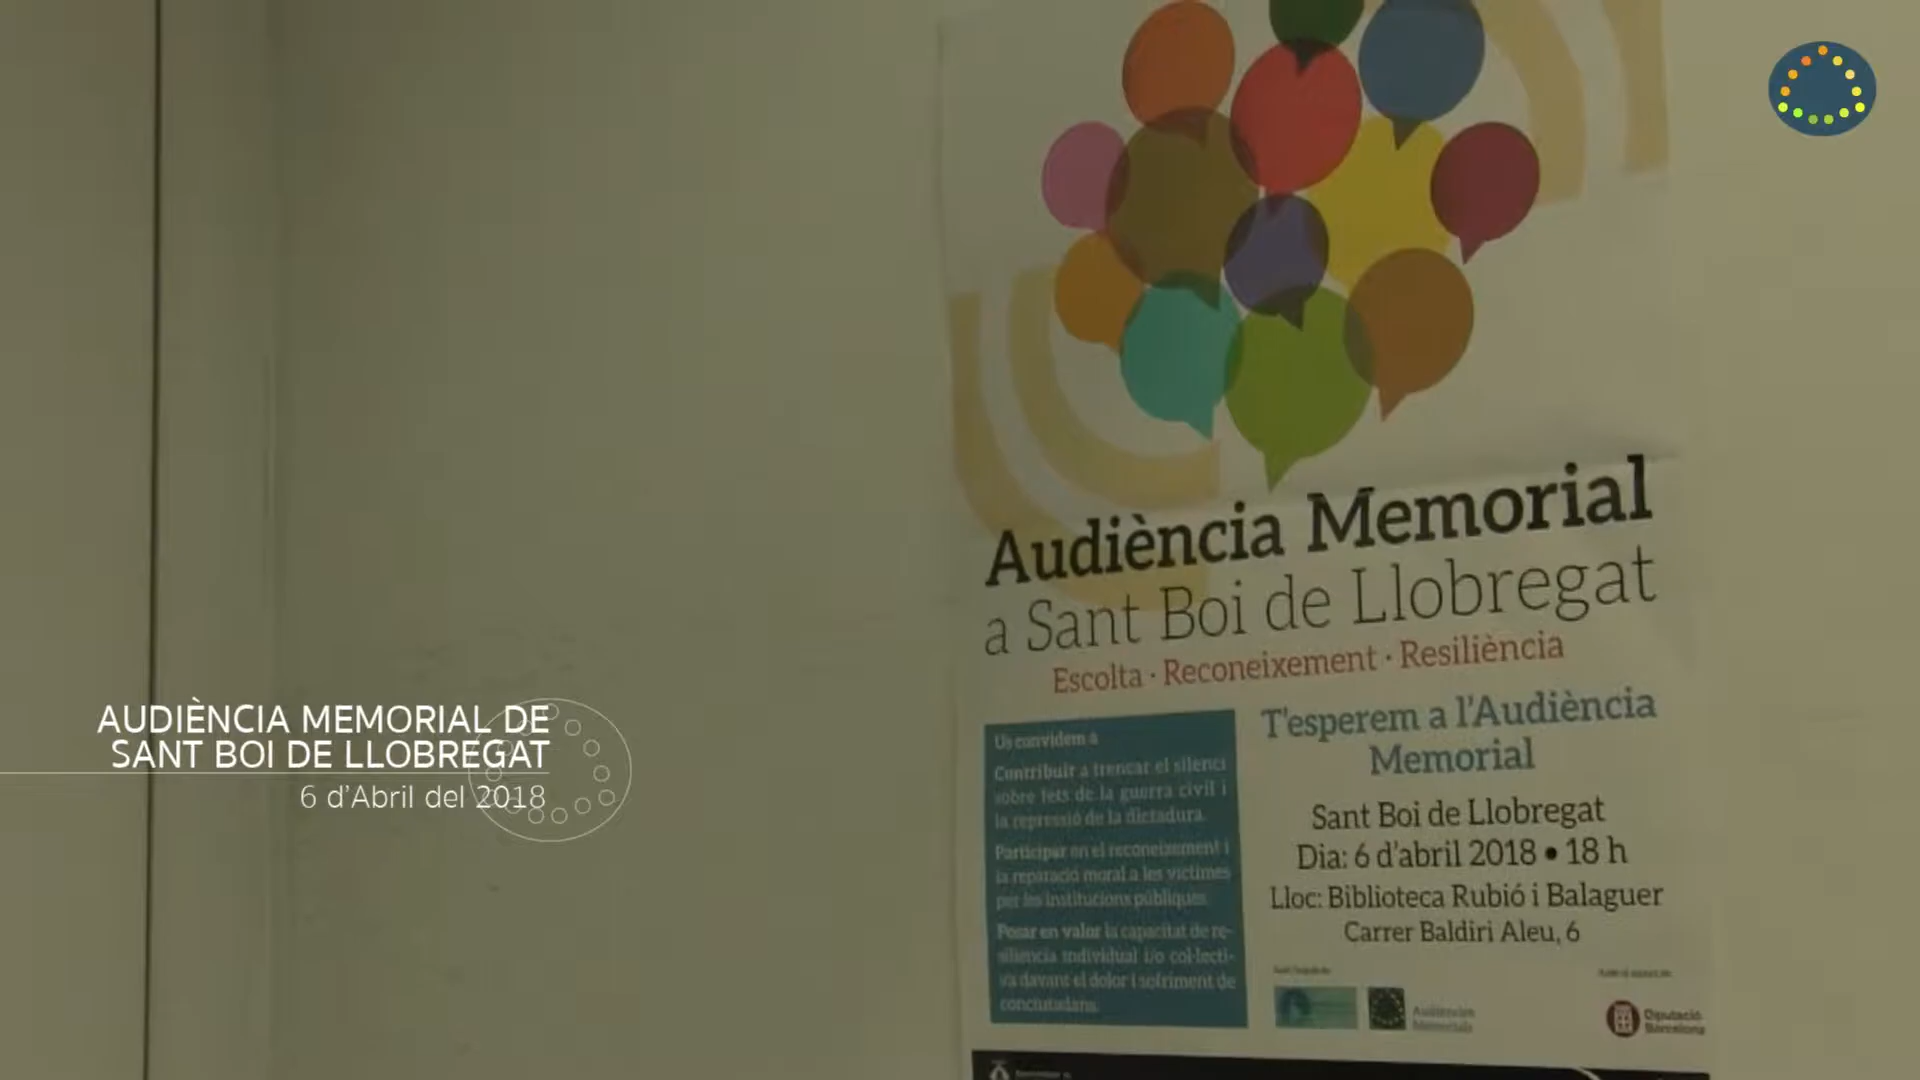 AUDIÈNCIA MEMORIAL DE
SANT BOI DE LLOBREGAT
6 d'Abril del 2018
Audiència Memorial
a Sant Boi de Llobregat
Escolta · Reconeixement · Resiliència
Us convidem a
Contribuir a trencar el silenci
sobre fets de la guerra civil i
la repressió de la dictadura.
Participar en el reconeixement i
la reparació moral a les víctimes
per les institucions públiques.
Posar en valor la capacitat de re-
siliència individual i/o col·lecti-
va davant el dolor i sofriment de
conciutadans.
T'esperem a l'Audiència
Memorial
Sant Boi de Llobregat
Dia: 6 d'abril 2018 • 18 h
Lloc: Biblioteca Rubió i Balaguer
Carrer Baldiri Aleu, 6
Audiències
Memorials
Diputació
Barcelona